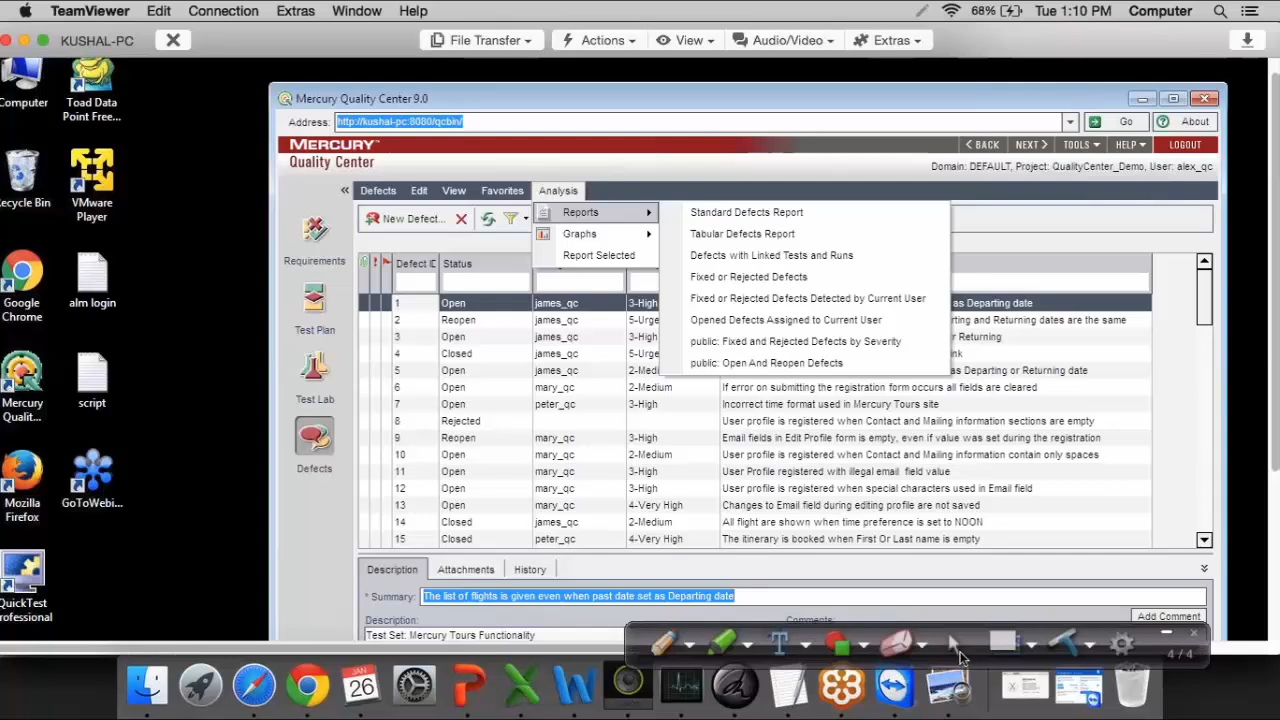 TeamViewer Edit Connection Extras Window Help 68% Tue 1:10 PM Computer
KUSHAL-PC File Transfer Actions View Audio/Video Extras
Computer
Toad Data
Point Free...
Recycle Bin
VMware
Player
Google
Chrome
alm login
Mercury
Qualit...
script
Mozilla
Firefox
GoToWebi...
QuickTest
Professional
Mercury Quality Center 9.0
Address: http://kushal-pc:8080/qcbin/ Go About
MERCURY™ BACK NEXT TOOLS HELP LOGOUT
Quality Center Domain: DEFAULT, Project: QualityCenter_Demo, User: alex_qc
« Defects Edit View Favorites Analysis
New Defect...
Reports
Graphs
Report Selected
Standard Defects Report
Tabular Defects Report
Defects with Linked Tests and Runs
Fixed or Rejected Defects
Fixed or Rejected Defects Detected by Current User
Opened Defects Assigned to Current User
public: Fixed and Rejected Defects by Severity
public: Open And Reopen Defects
Requirements
Test Plan
Test Lab
Defects
Defect ID Status
1 Open james_qc 3-High as Departing date
2 Reopen james_qc 5-Urge rting and Returning dates are the same
3 Open james_qc 3-High r Returning
4 Closed james_qc 5-Urge nk
5 Open james_qc 2-Medi as Departing or Returning date
6 Open mary_qc 2-Medium If error on submitting the registration form occurs all fields are cleared
7 Open peter_qc 3-High Incorrect time format used in Mercury Tours site
8 Rejected User profile is registered when Contact and Mailing information sections are empty
9 Reopen mary_qc 3-High Email fields in Edit Profile form is empty, even if value was set during the registration
10 Open mary_qc 2-Medium User profile is registered when Contact and Mailing information contain only spaces
11 Open mary_qc 3-High User Profile registered with illegal email field value
12 Open mary_qc 3-High User profile is registered when special characters used in Email field
13 Open mary_qc 4-Very High Changes to Email field during editing profile are not saved
14 Closed james_qc 2-Medium All flight are shown when time preference is set to NOON
15 Closed peter_qc 4-Very High The itinerary is booked when First Or Last name is empty
Description Attachments History
* Summary: The list of flights is given even when past date set as Departing date
Description: Comments: Add Comment
Test Set: Mercury Tours Functionality
4 / 4
JAN
26